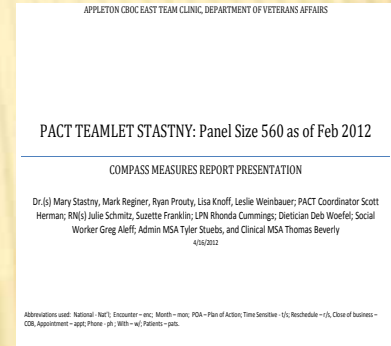 APPLETON CBOC EAST TEAM CLINIC, DEPARTMENT OF VETERANS AFFAIRS
PACT TEAMLET STASTNY: Panel Size 560 as of Feb 2012
COMPASS MEASURES REPORT PRESENTATION
Dr.(s) Mary Stastny, Mark Reginer, Ryan Prouty, Lisa Knoff, Leslie Weinbauer; PACT Coordinator Scott
Herman; RN(s) Julie Schmitz, Suzette Franklin; LPN Rhonda Cummings; Dietician Deb Woefel; Social
Worker Greg Aleff; Admin MSA Tyler Stuebs, and Clinical MSA Thomas Beverly
4/16/2012
Abbreviations used: National - Nat'l; Encounter – enc; Month – mon; POA – Plan of Action; Time Sensitive - t/s; Reschedule – r/s, Close of business –
COB, Appointment – appt; Phone - ph ; With – w/; Patients – pats.